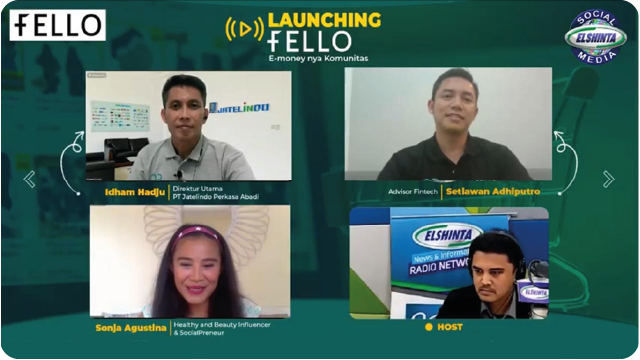 FELLO
LAUNCHING
FELLO
E-money nya Komunitas
SOCIAL
ELSHINTA
MEDIA
JATELINDO
Idham Hadju
Direktur Utama
PT Jatelindo Perkasa Abadi
Advisor Fintech
Setiawan Adhiputro
ELSHINTA
News & Informa
RADIO NETWO
ELSHINTA
Sonja Agustina
Healthy and Beauty Influencer
& SocialPreneur
HOST